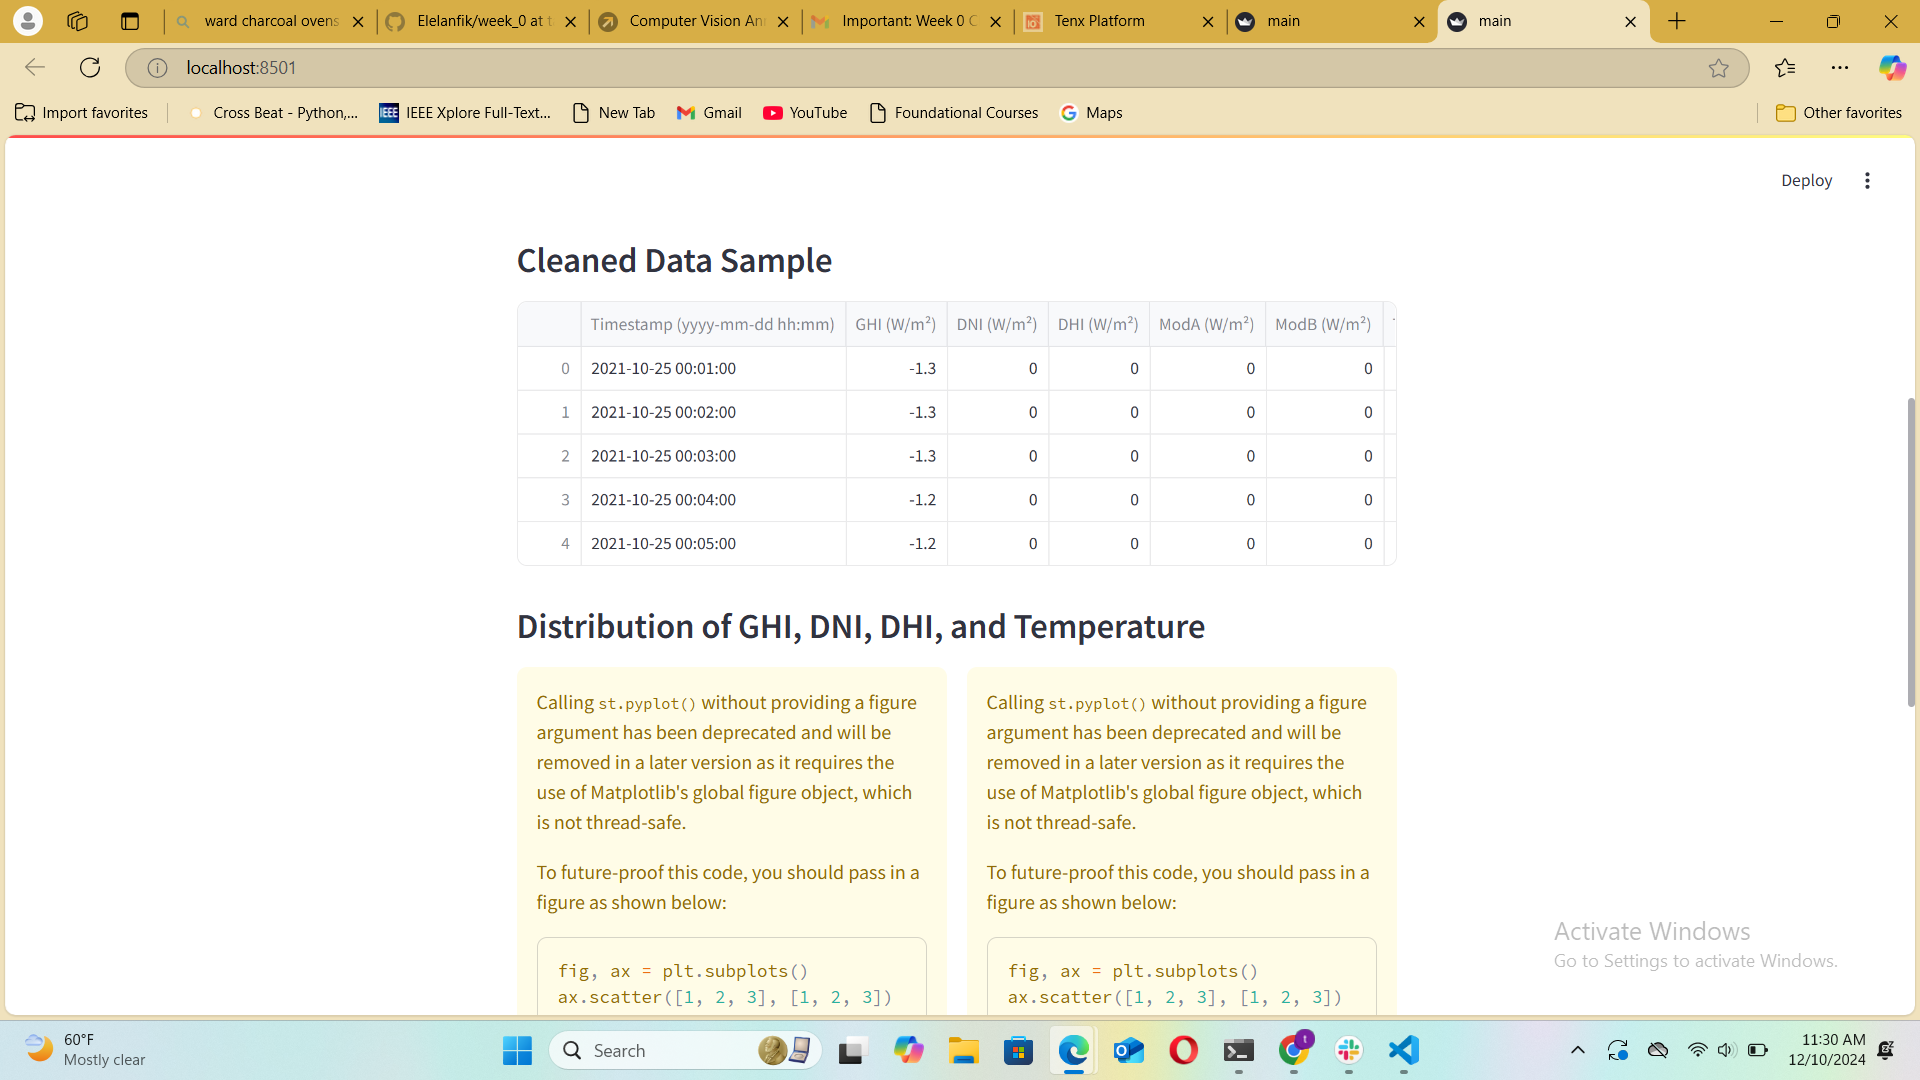 ward charcoal ovens
Elelanfik/week_0 at t
Computer Vision An
Important: Week 0 C
Tenx Platform
main
main
localhost:8501
Import favorites
Cross Beat - Python,...
IEEE
IEEE Xplore Full-Text...
New Tab
Gmail
YouTube
Foundational Courses
Maps
Other favorites
Deploy
Cleaned Data Sample
Timestamp (yyyy-mm-dd hh:mm) GHI (W/m²) DNI (W/m²) DHI (W/m²) ModA (W/m²) ModB (W/m²)
0 2021-10-25 00:01:00 -1.3 0 0 0 0
1 2021-10-25 00:02:00 -1.3 0 0 0 0
2 2021-10-25 00:03:00 -1.3 0 0 0 0
3 2021-10-25 00:04:00 -1.2 0 0 0 0
4 2021-10-25 00:05:00 -1.2 0 0 0 0
Distribution of GHI, DNI, DHI, and Temperature
Calling st.pyplot() without providing a figure
argument has been deprecated and will be
removed in a later version as it requires the
use of Matplotlib's global figure object, which
is not thread-safe.
To future-proof this code, you should pass in a
figure as shown below:
fig, ax = plt.subplots()
ax.scatter([1, 2, 3], [1, 2, 3])
Calling st.pyplot() without providing a figure
argument has been deprecated and will be
removed in a later version as it requires the
use of Matplotlib's global figure object, which
is not thread-safe.
To future-proof this code, you should pass in a
figure as shown below:
fig, ax = plt.subplots()
ax.scatter([1, 2, 3], [1, 2, 3])
Activate Windows
Go to Settings to activate Windows.
60°F
Mostly clear
Search
11:30 AM
12/10/2024